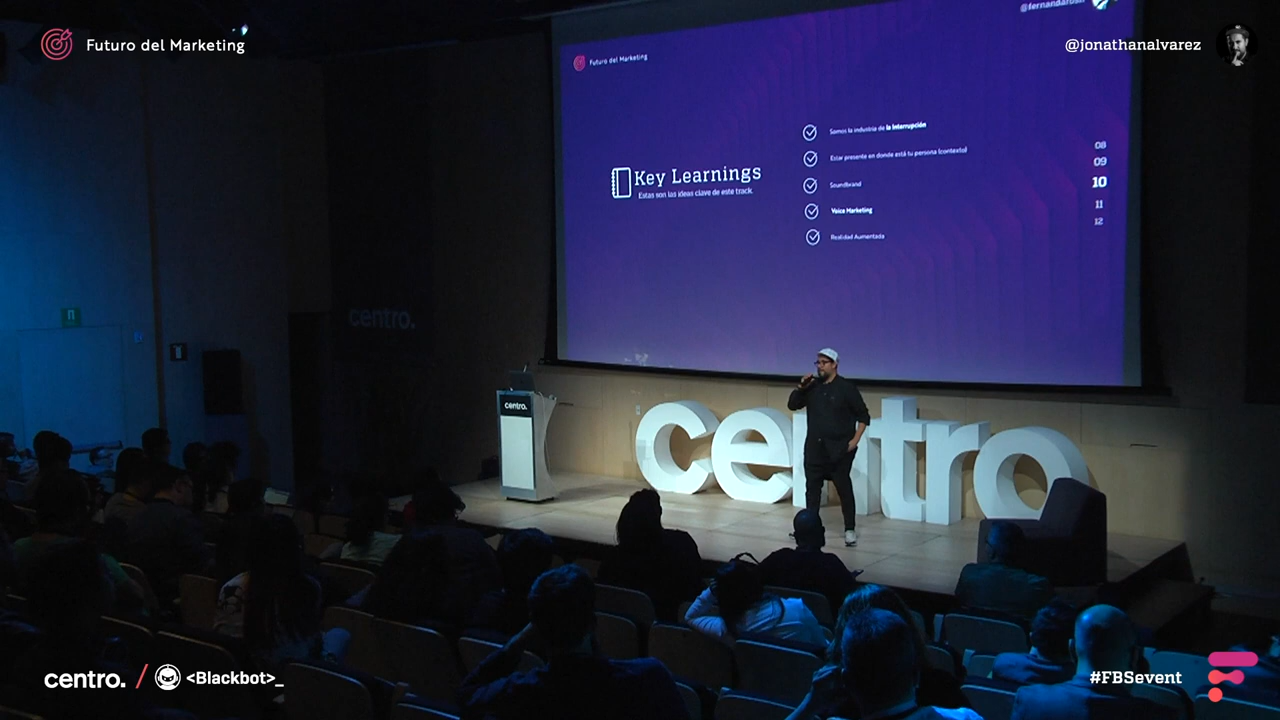 Futuro del Marketing
@jonathanalvarez
Futuro del Marketing
Key Learnings
Estas son las ideas clave de este track.
Somos la industria de la Interrupción
Estar presente en donde está tu persona (contexto)
Soundbrand
Voice Marketing
Realidad Aumentada
08
09
10
11
12
centro.
centro.
centro
centro. / <Blackbot>_
#FBSevent